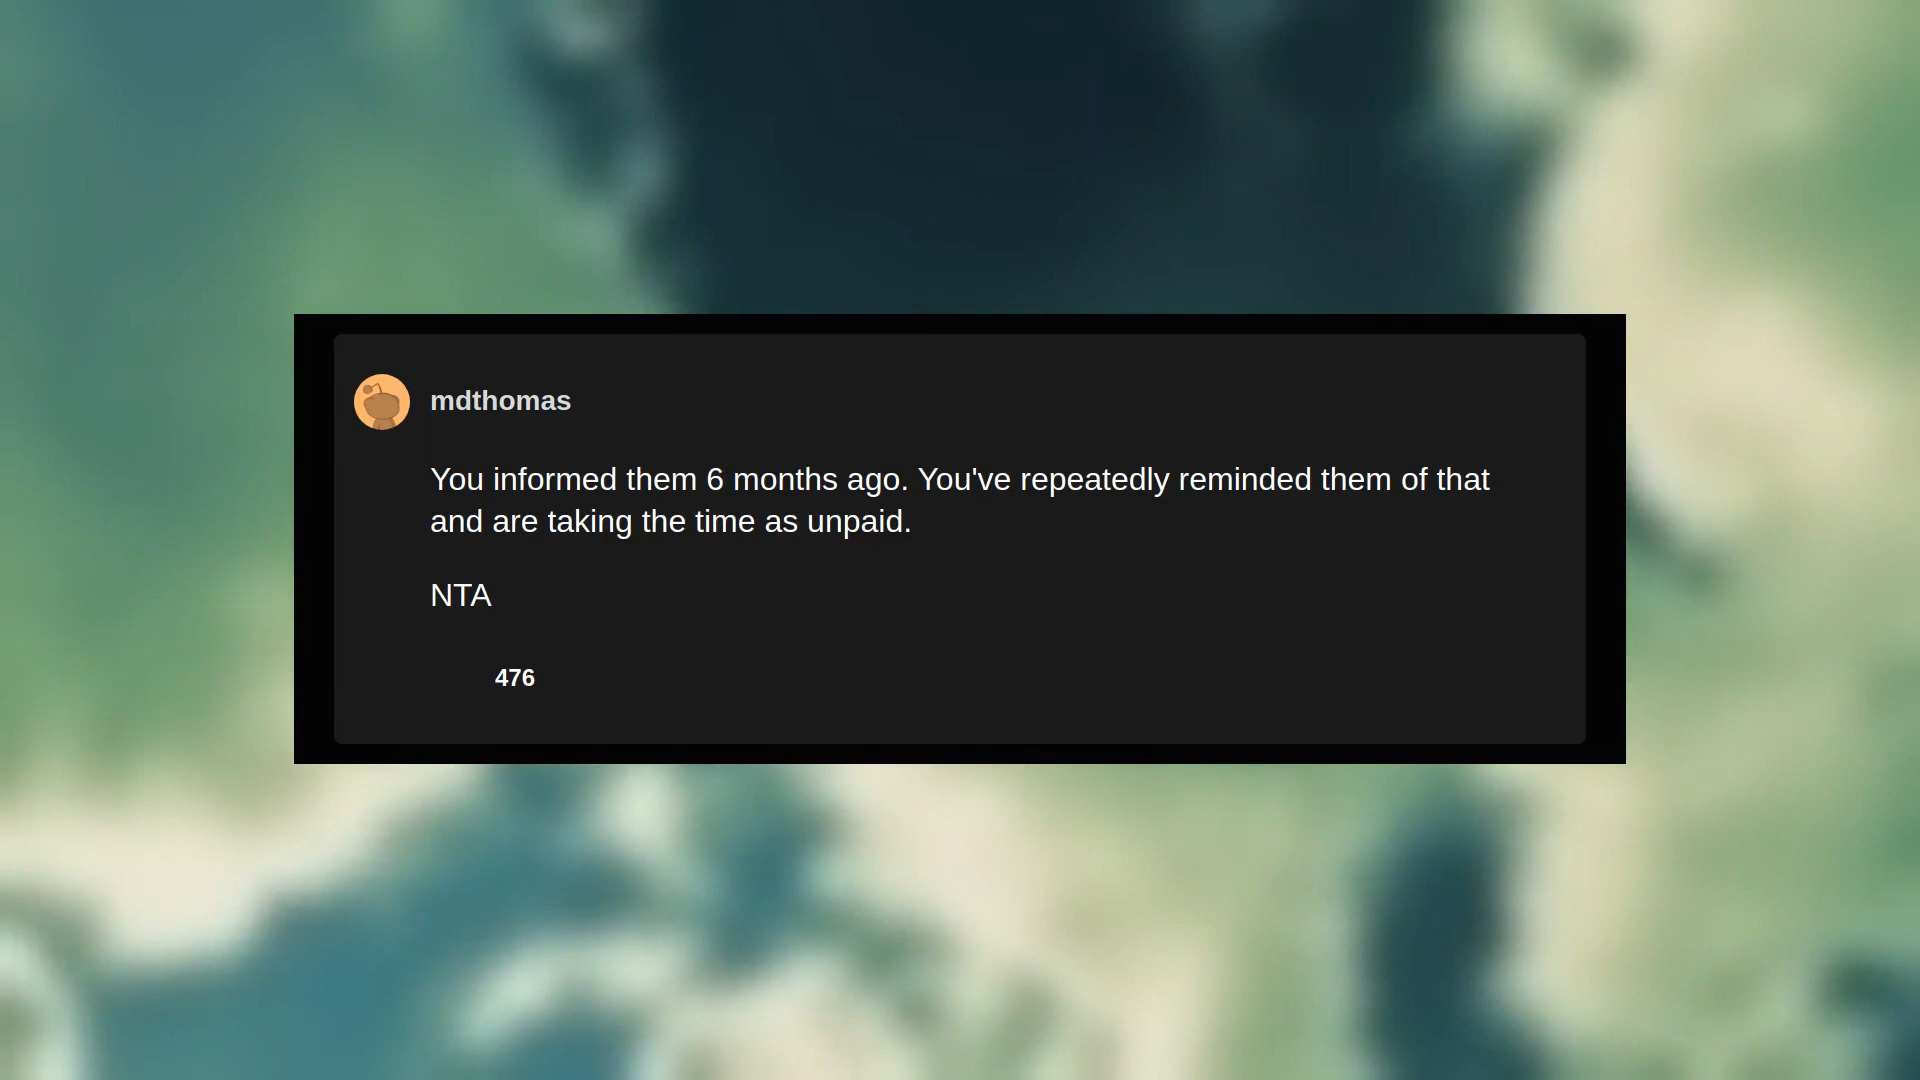 mdthomas
You informed them 6 months ago. You've repeatedly reminded them of that
and are taking the time as unpaid.
NTA
476